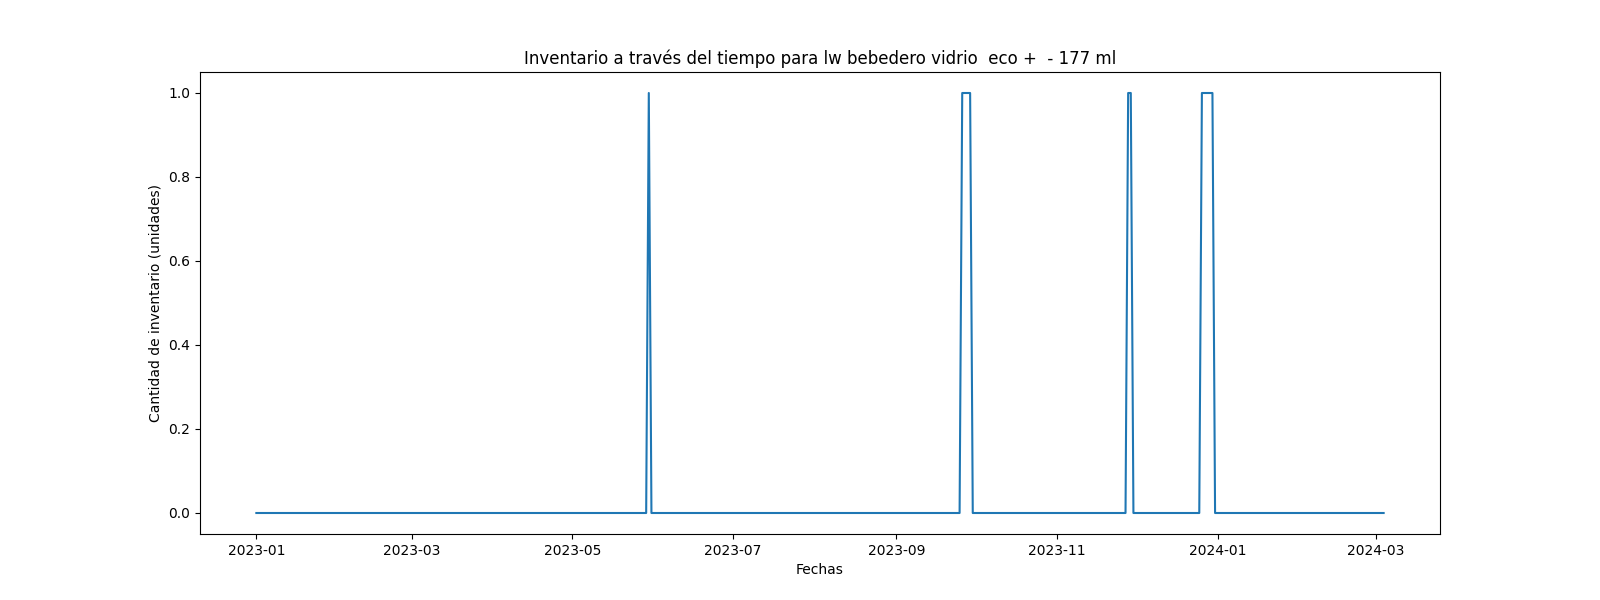 Inventario a través del tiempo para lw bebedero vidrio  eco +  - 177 ml
Cantidad de inventario (unidades)
1.0
0.8
0.6
0.4
0.2
0.0
2023-01 2023-03 2023-05 2023-07 2023-09 2023-11 2024-01 2024-03
Fechas